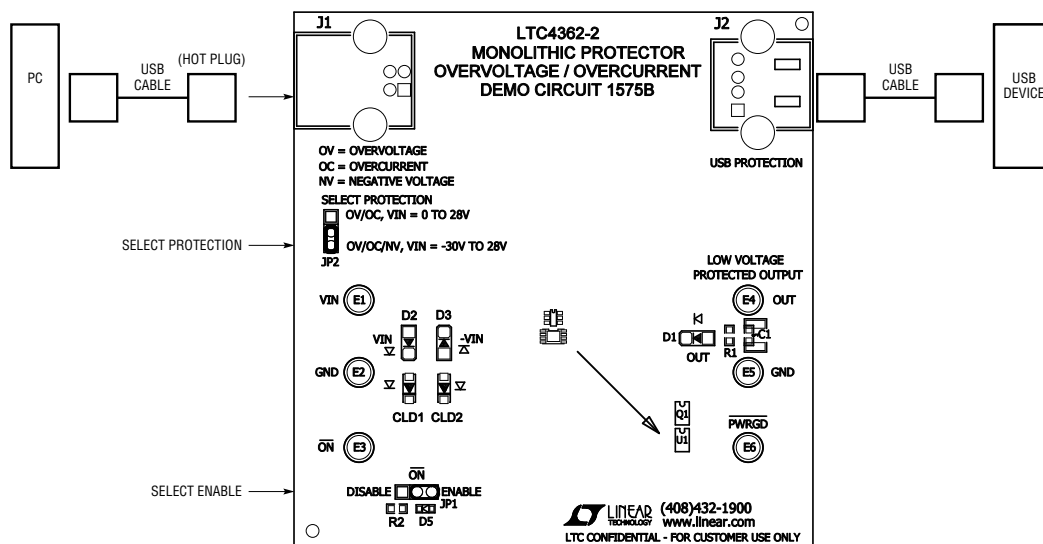 J1
LTC4362-2
MONOLITHIC PROTECTOR
OVERVOLTAGE / OVERCURRENT
DEMO CIRCUIT 1575B
J2
PC
USB
CABLE
(HOT PLUG)
USB
CABLE
USB
DEVICE
OV = OVERVOLTAGE
OC = OVERCURRENT
NV = NEGATIVE VOLTAGE
USB PROTECTION
SELECT PROTECTION
OV/OC, VIN = 0 TO 28V
SELECT PROTECTION
OV/OC/NV, VIN = -30V TO 28V
JP2
LOW VOLTAGE
PROTECTED OUTPUT
VIN E1
D2 D3
E4 OUT
VIN -VIN
D1
R1
C1
OUT
GND E2
E5 GND
CLD1 CLD2
Q1
U1
PWRGD
ON E3
E6
ON
SELECT ENABLE
DISABLE ENABLE
JP1
R2 D5
LINEAR
TECHNOLOGY
(408)432-1900
www.linear.com
LTC CONFIDENTIAL - FOR CUSTOMER USE ONLY